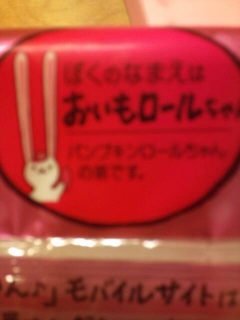 ぼくのなまえは
おいもロールちゃん
パンプキンロールちゃん。
の弟です。
ん♪」モバイルサイトは